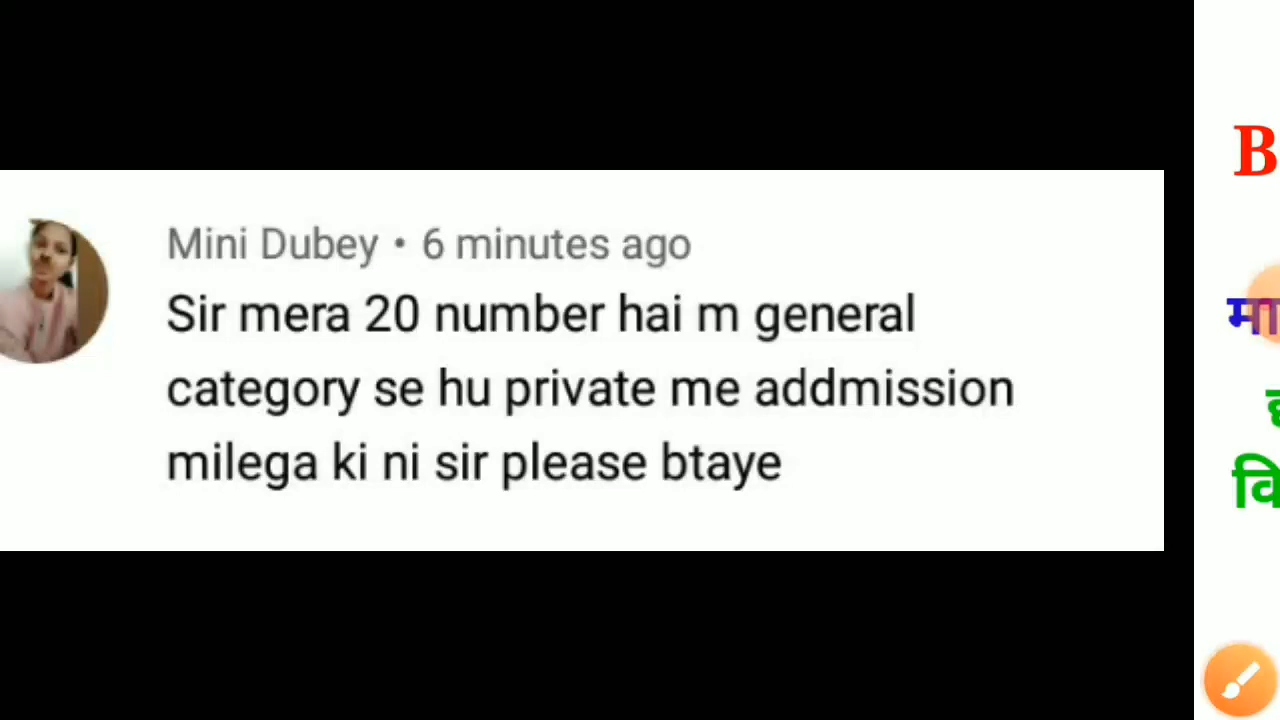 Mini Dubey • 6 minutes ago
Sir mera 20 number hai m general
category se hu private me addmission
milega ki ni sir please btaye
B
मा
वि